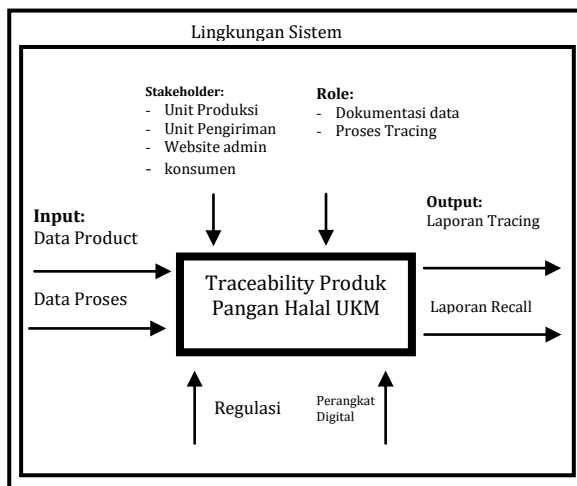 Lingkungan Sistem
Stakeholder:
- Unit Produksi
- Unit Pengiriman
- Website admin
- konsumen
Role:
- Dokumentasi data
- Proses Tracing
Input:
Data Product
Data Proses
Traceability Produk
Pangan Halal UKM
Output:
Laporan Tracing
Laporan Recall
Regulasi
Perangkat
Digital